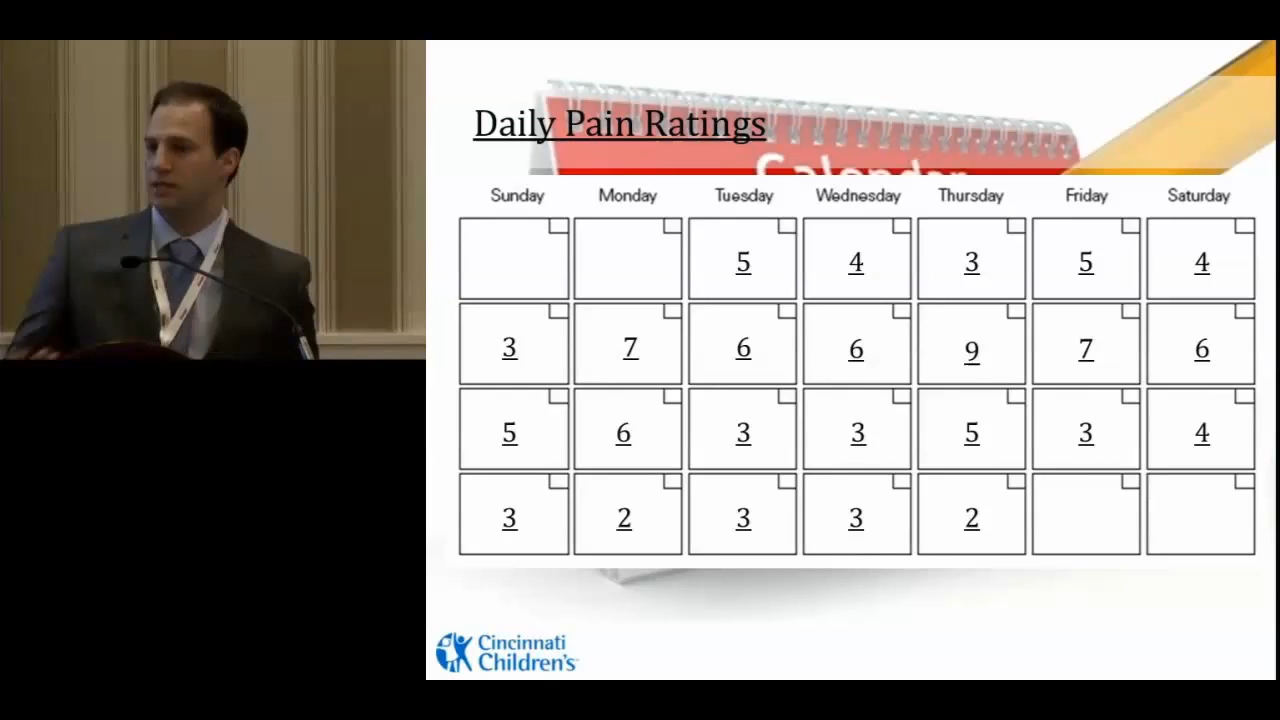 Daily Pain Ratings
Calendar
Sunday Monday Tuesday Wednesday Thursday Friday Saturday
5 4 3 5 4
3 7 6 6 9 7 6
5 6 3 3 5 3 4
3 2 3 3 2
Cincinnati
Children's